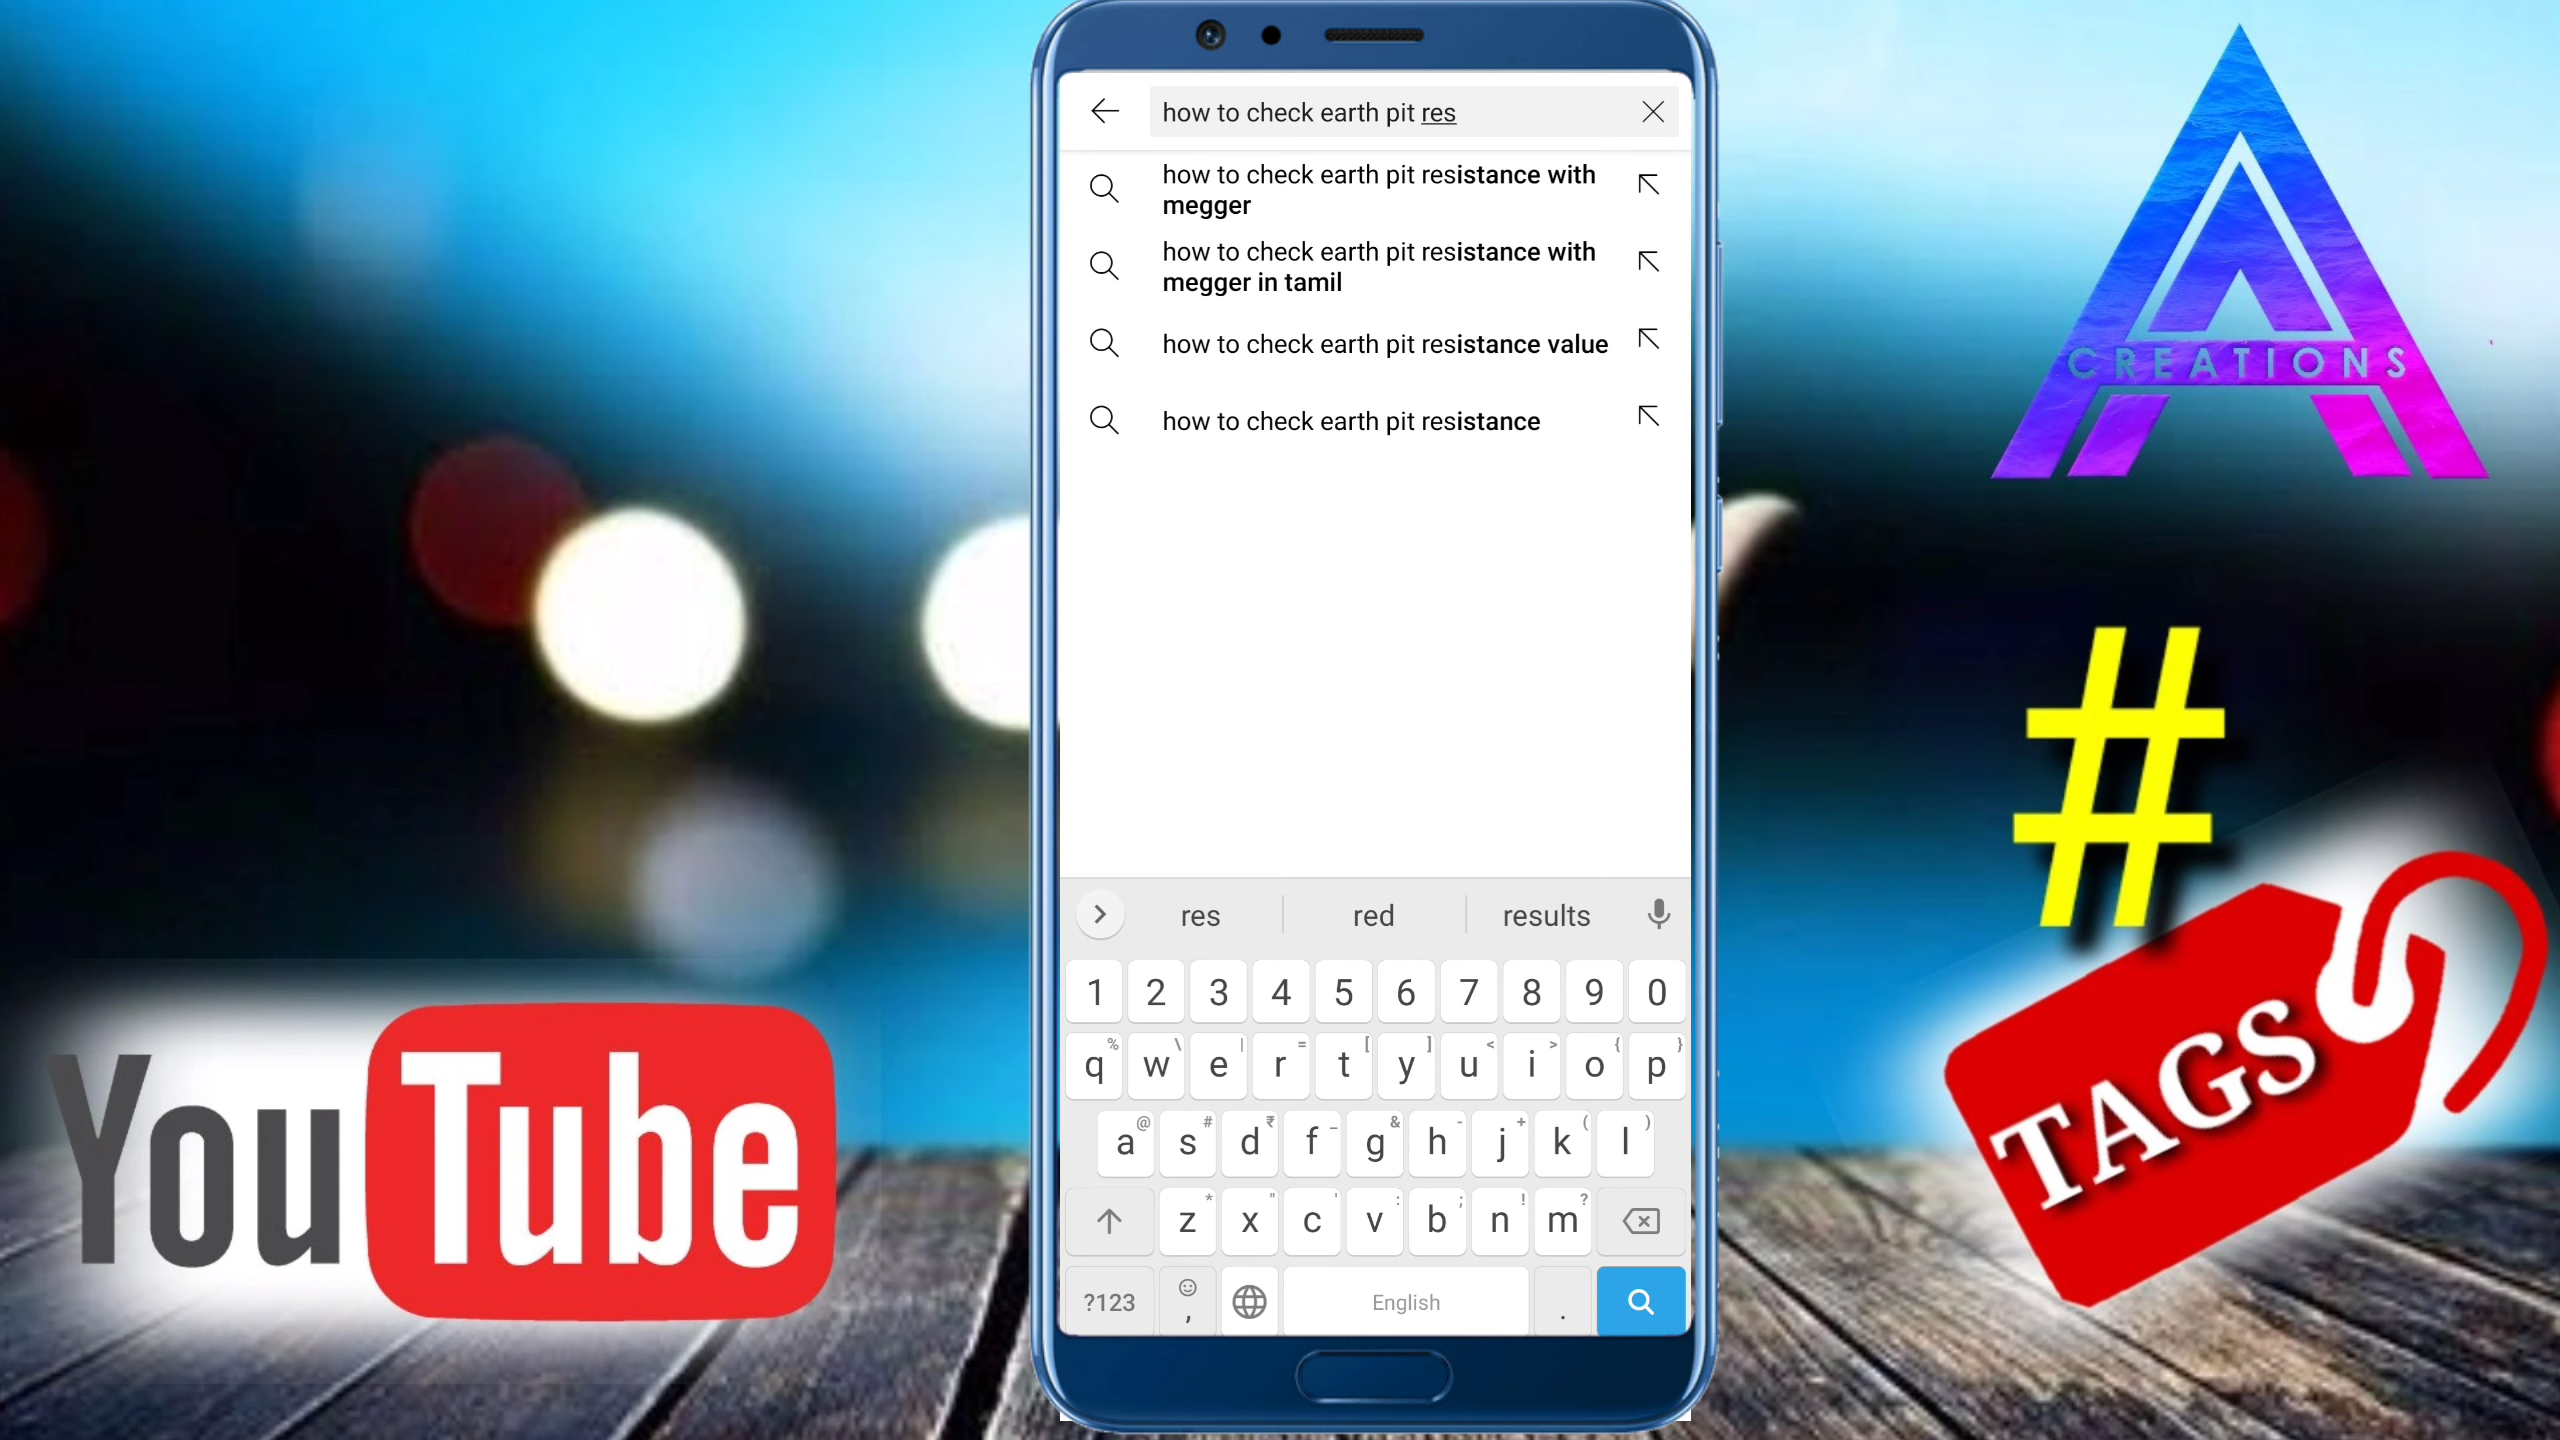 how to check earth pit res
how to check earth pit resistance with
megger
how to check earth pit resistance with
megger in tamil
how to check earth pit resistance value
how to check earth pit resistance
res red results
1 2 3 4 5 6 7 8 9 0
% \ | = [ ] < > { }
q w e r t y u i o p
@ # ₹ _ & - + ( )
a s d f g h j k l
* " ' : ; ! ?
z x c v b n m
?123 , English .
CREATIONS
#
TAGS
YouTube